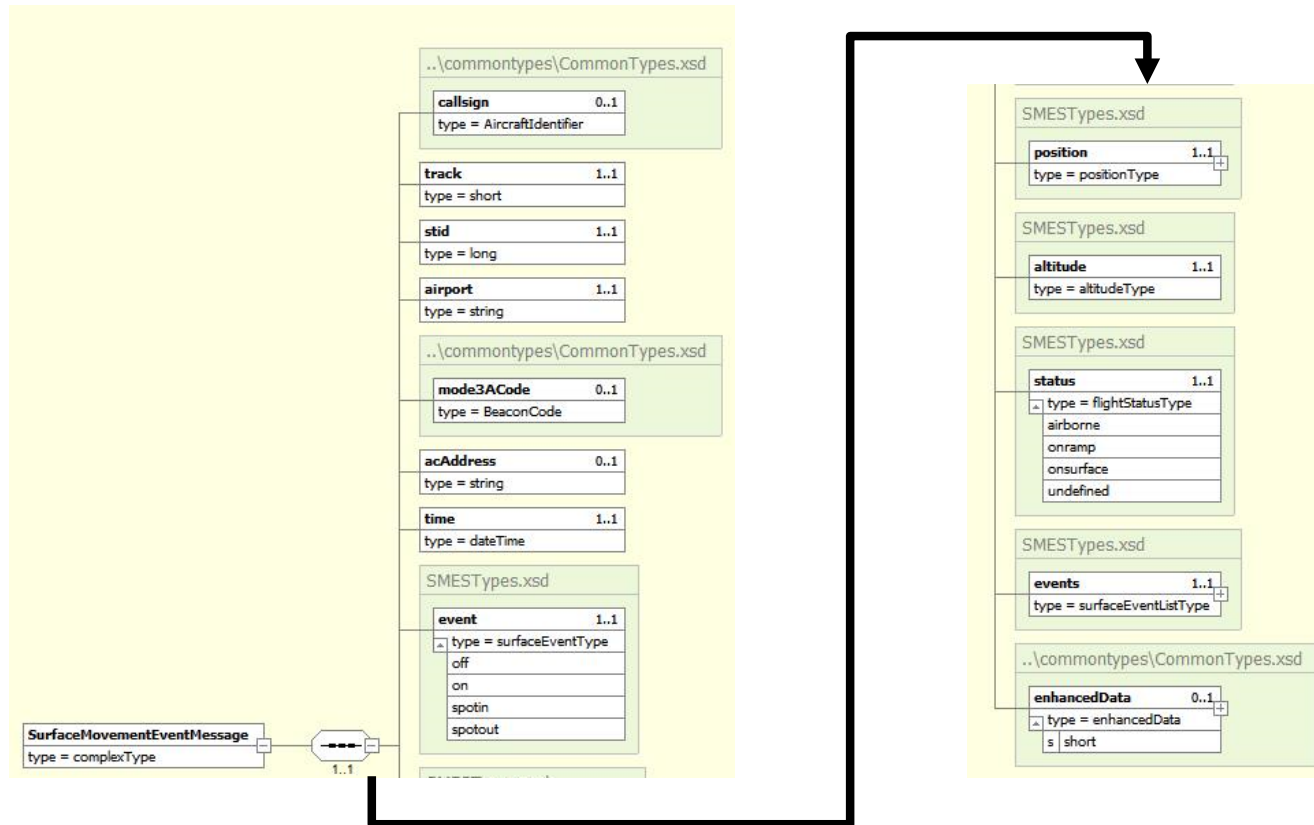 ..\commontypes\CommonTypes.xsd
callsign 0..1
type = AircraftIdentifier
track 1..1
type = short
stid 1..1
type = long
airport 1..1
type = string
..\commontypes\CommonTypes.xsd
mode3ACode 0..1
type = BeaconCode
acAddress 0..1
type = string
time 1..1
type = dateTime
SMESTypes.xsd
event 1..1
type = surfaceEventType
off
on
spotin
spotout
SurfaceMovementEventMessage
type = complexType
1..1
SMESTypes.xsd
position 1..1
type = positionType
SMESTypes.xsd
altitude 1..1
type = altitudeType
SMESTypes.xsd
status 1..1
type = flightStatusType
airborne
onramp
onsurface
undefined
SMESTypes.xsd
events 1..1
type = surfaceEventListType
..\commontypes\CommonTypes.xsd
enhancedData 0..1
type = enhancedData
s short